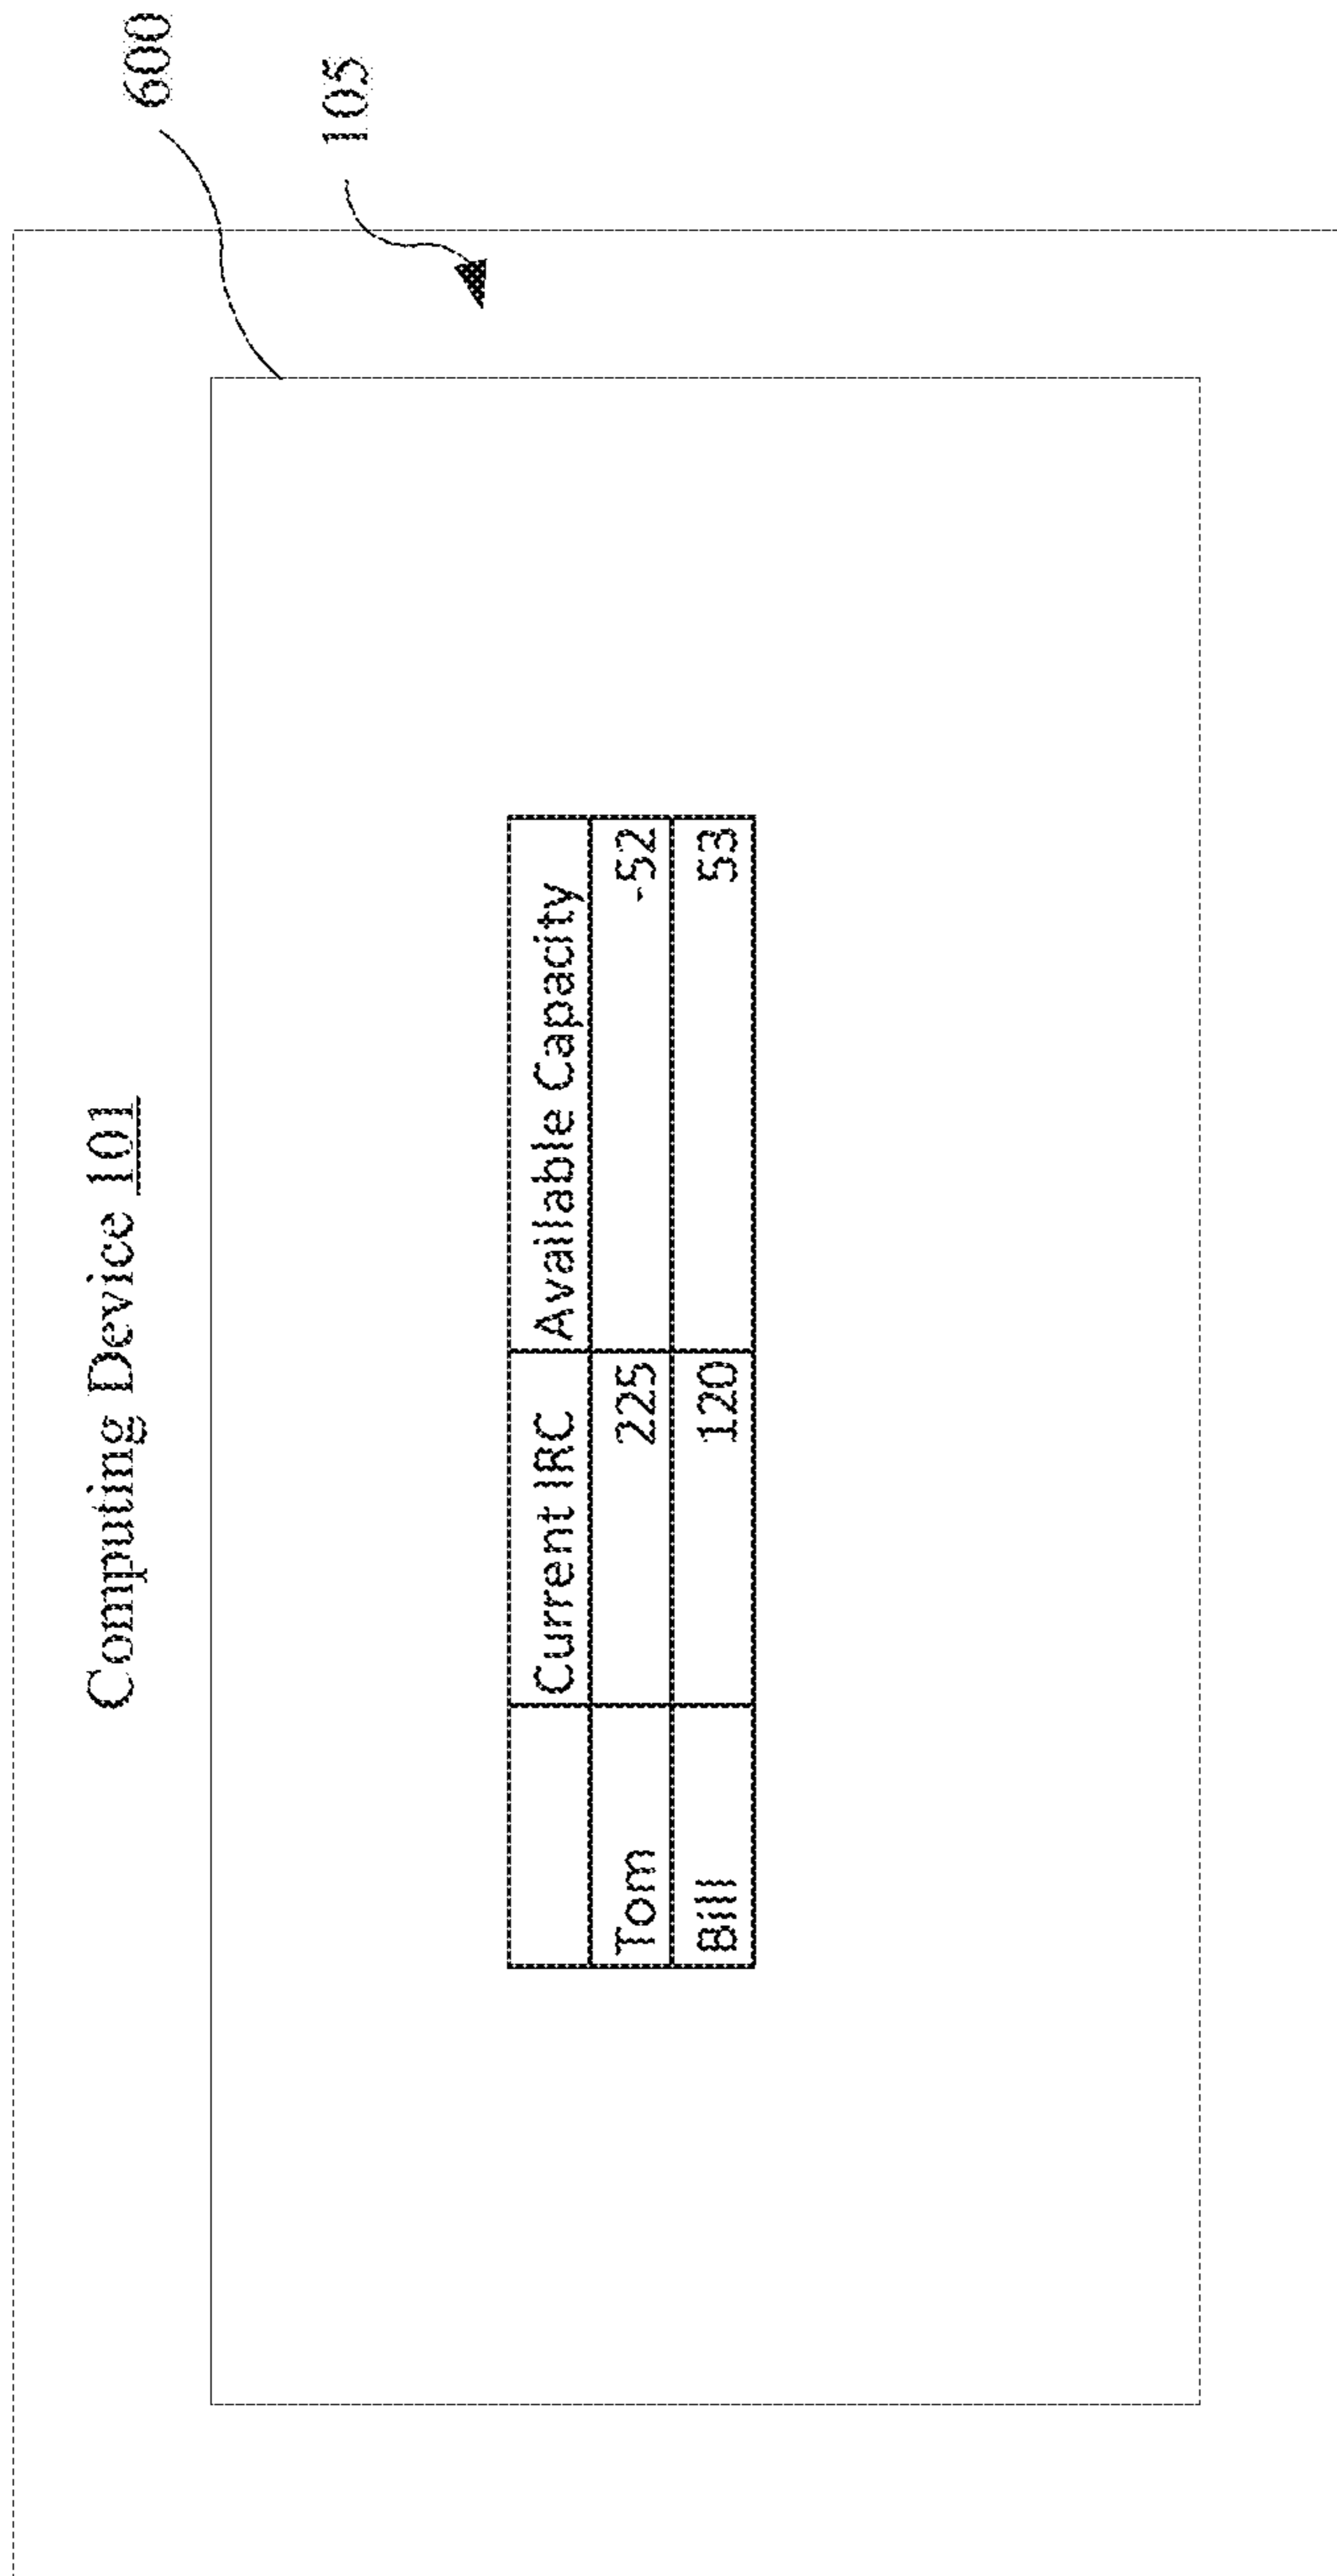 Computing Device 101
600
105
Current IRC Available Capacity
Tom 225 -52
Bill 120 53